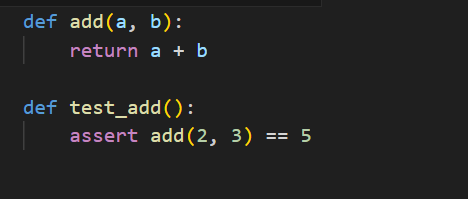 def add(a, b):
    return a + b
def test_add():
    assert add(2, 3) == 5